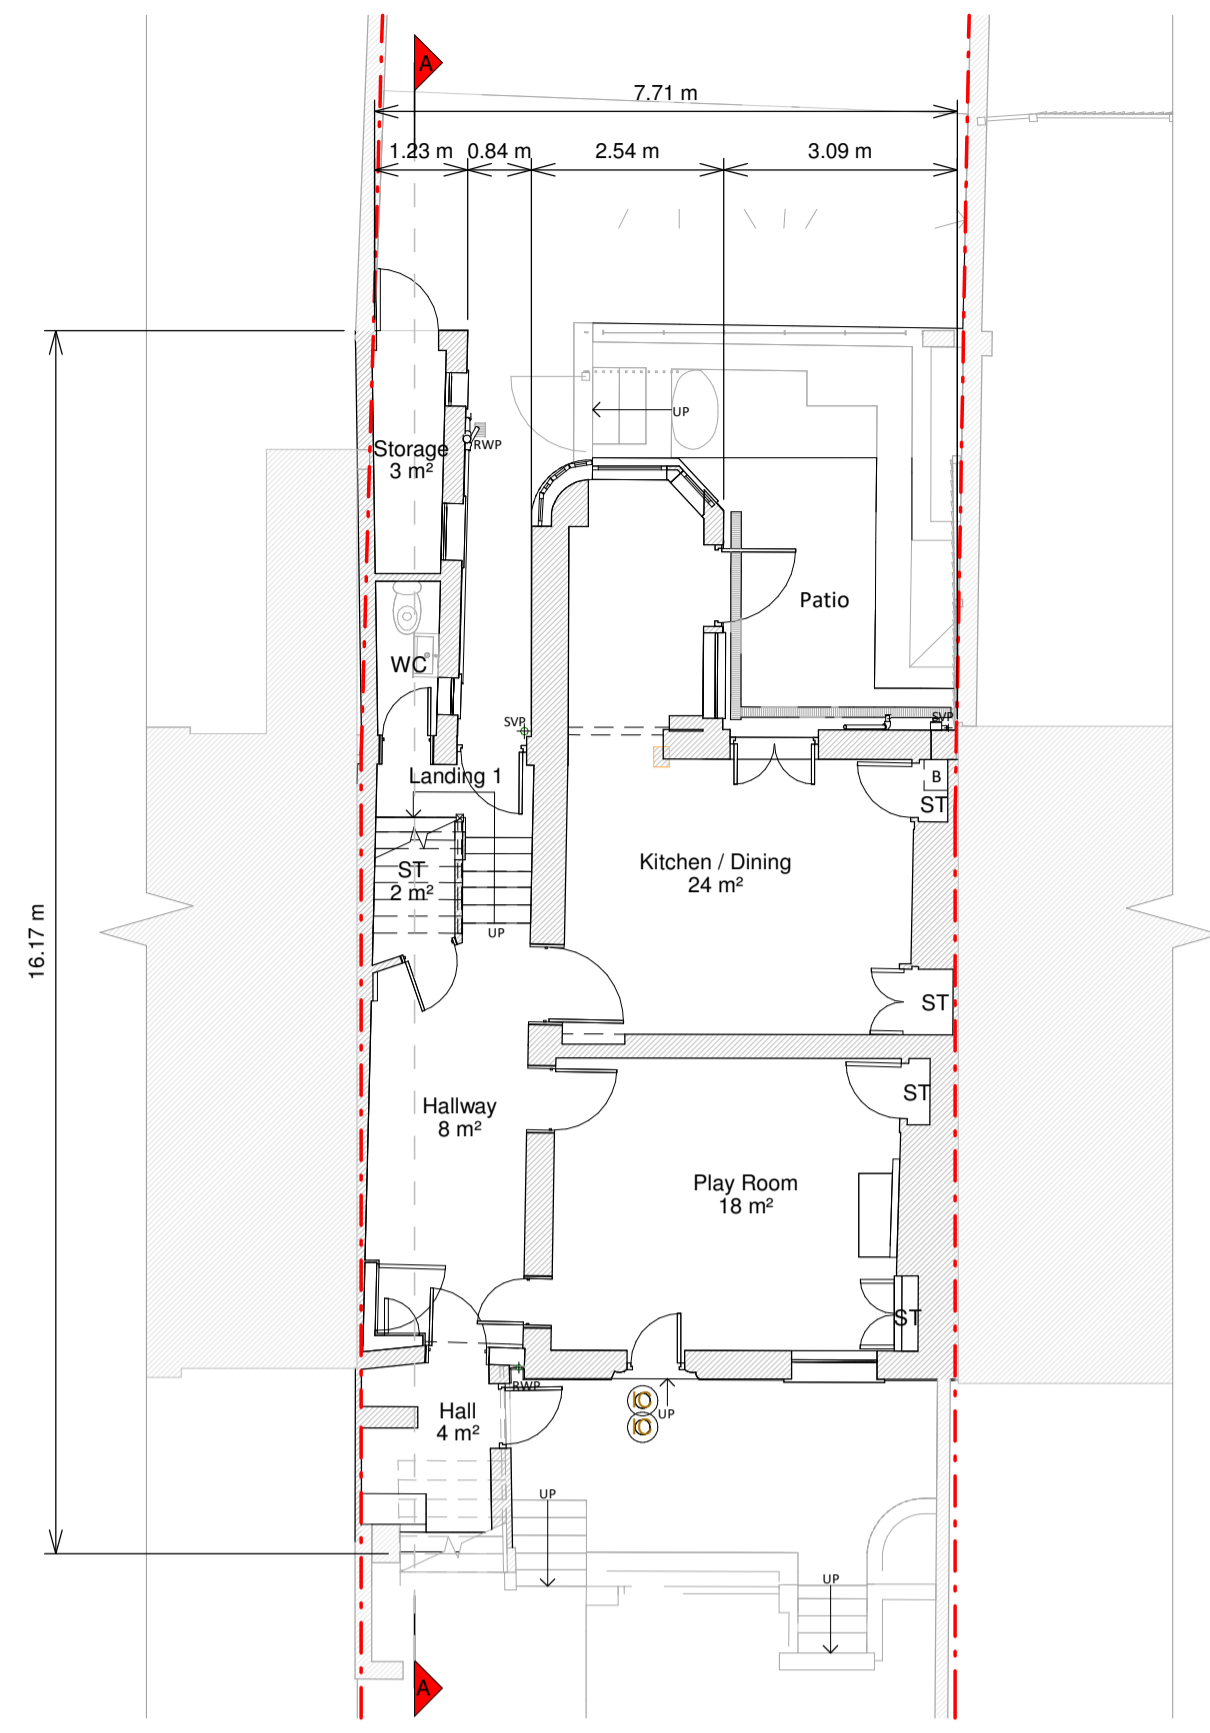 A
7.71 m
1.23 m
0.84 m
2.54 m
3.09 m
UP
RWP
Storage
3 m²
Patio
WC
SVP
SVP
Landing 1
B
ST
Kitchen / Dining
24 m²
ST
2 m²
UP
16.17 m
ST
ST
Hallway
8 m²
Play Room
18 m²
ST
RWP
IC
UP
IC
Hall
4 m²
UP
UP
A